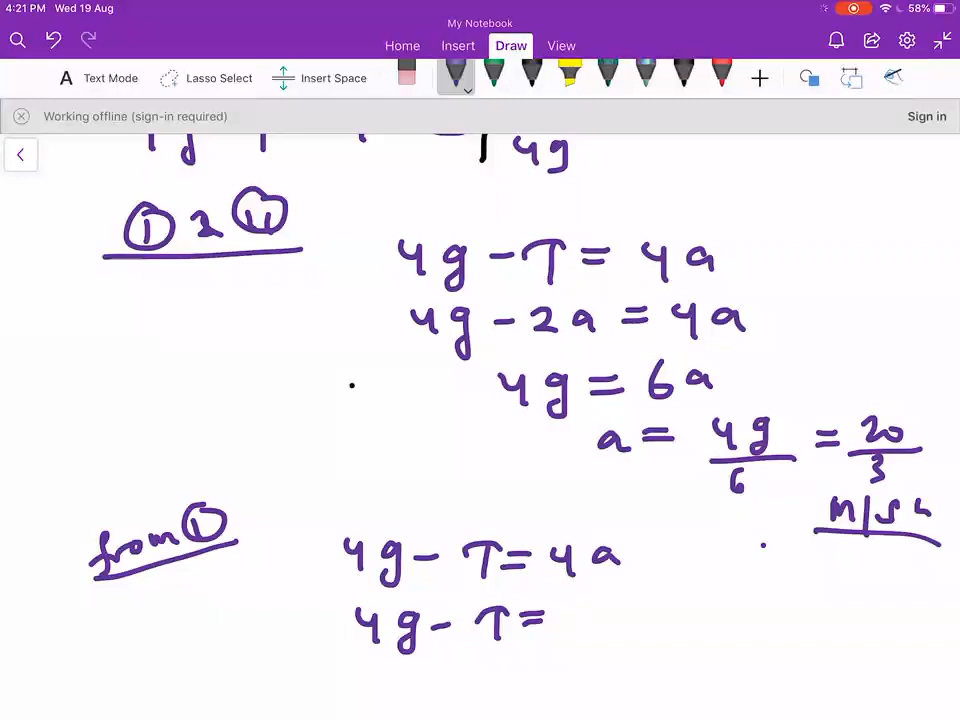 4:21 PM Wed 19 Aug
58%
My Notebook
Home Insert Draw View
Text Mode Lasso Select Insert Space
Working offline (sign-in required) Sign in
4g
① & ⑪
4g - T = 4a
4g - 2a = 4a
4g = 6a
a = 4g/6 = 20/3
m/s²
from ①
4g - T = 4a
4g - T =